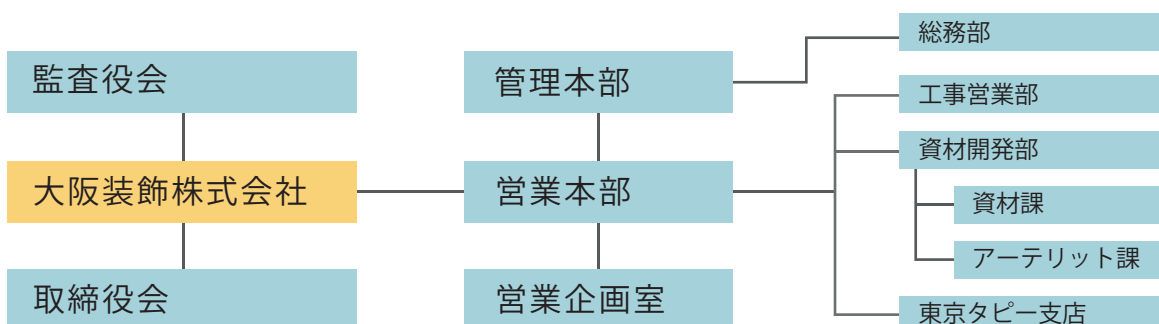 監査役会
大阪装飾株式会社
取締役会
管理本部
営業本部
営業企画室
総務部
工事営業部
資材開発部
資材課
アーテリット課
東京タピー支店